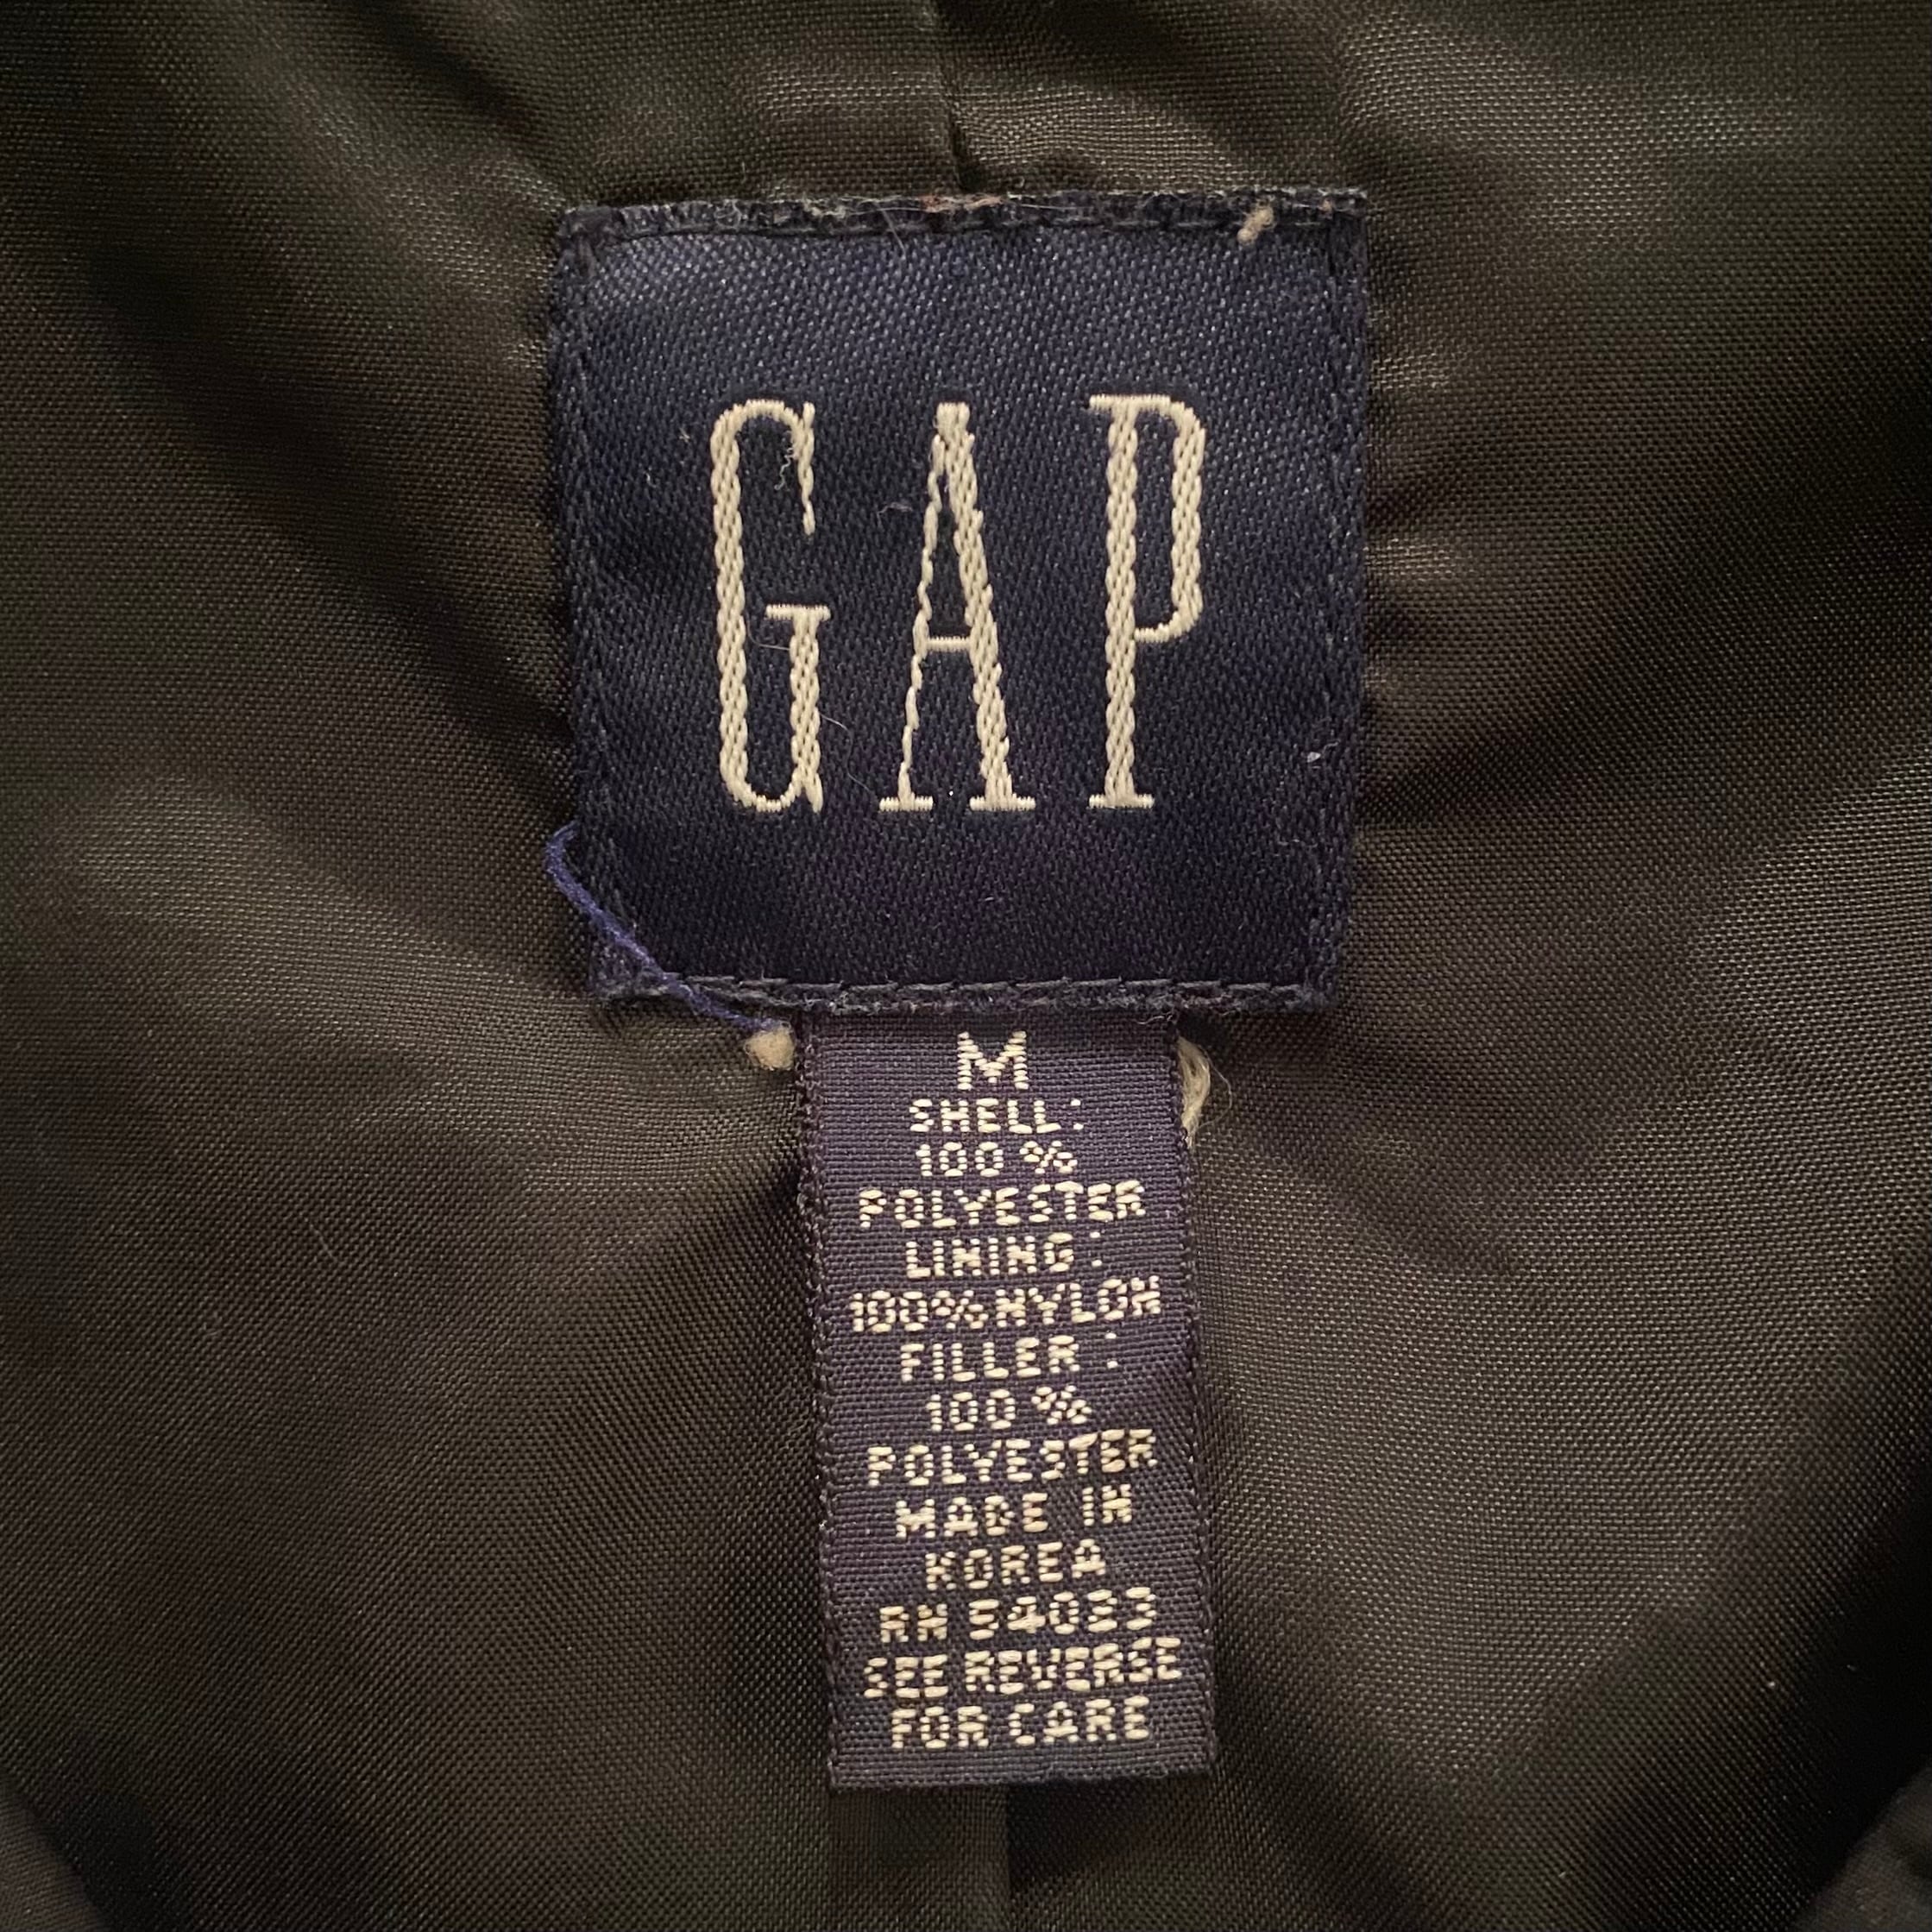 GAP
M
SHELL:
100 %
POLYESTER
LINING :
100% NYLON
FILLER :
100 %
POLYESTER
MADE IN
KOREA
RN 54023
SEE REVERSE
FOR CARE